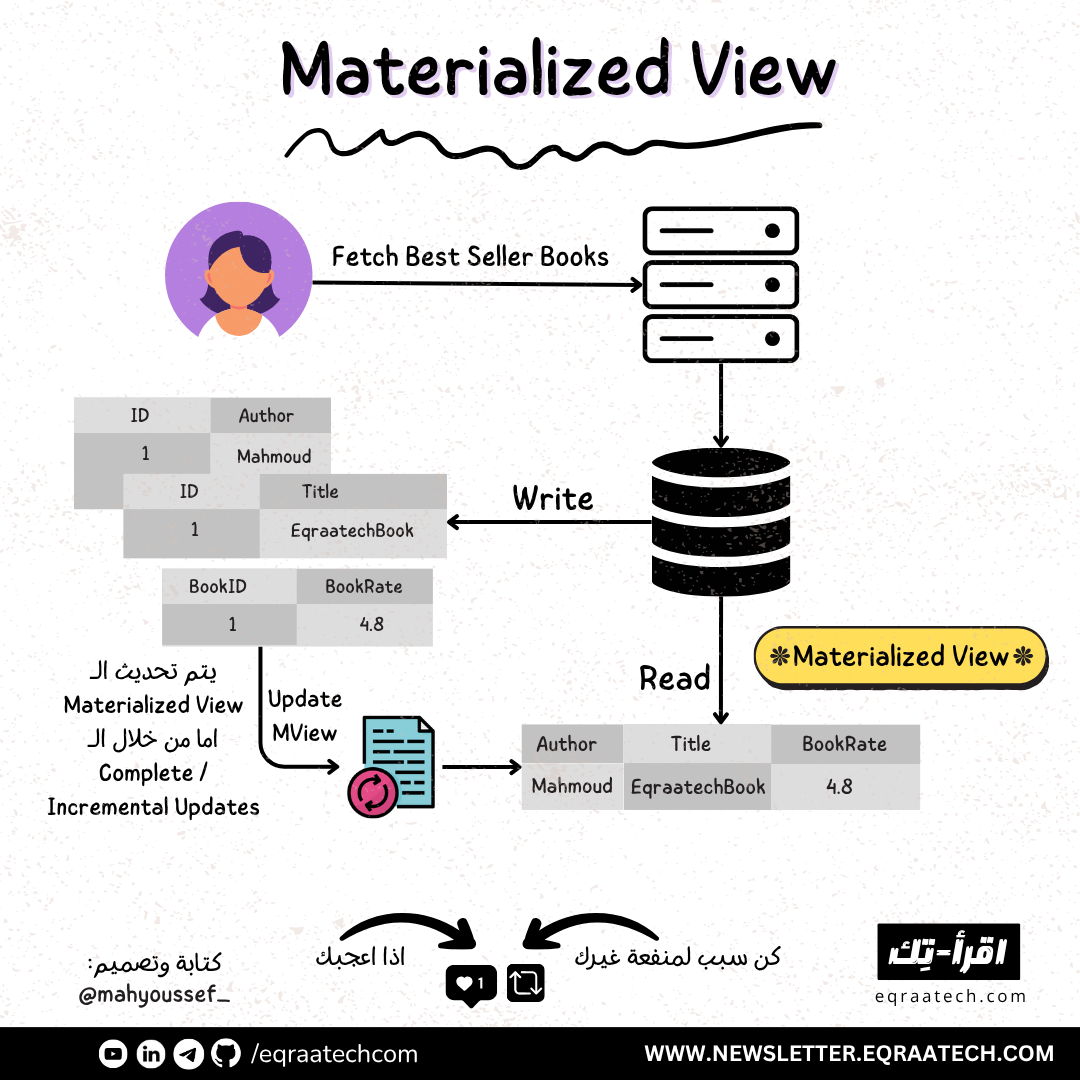 Materialized View
Fetch Best Seller Books
ID Author
1 Mahmoud
ID Title
1 EqraatechBook
Write
BookID BookRate
1 4.8
يتم تحديث الـ
Materialized View
اما من خلال الـ
Complete /
Incremental Updates
Update
MView
Read
Materialized View
Author Title BookRate
Mahmoud EqraatechBook 4.8
كتابة وتصميم:
@mahyoussef_
اذا اعجبك
1
كن سبب لمنفعة غيرك
اقرأ-تِك
eqraatech.com
/eqraatechcom
WWW.NEWSLETTER.EQRAATECH.COM